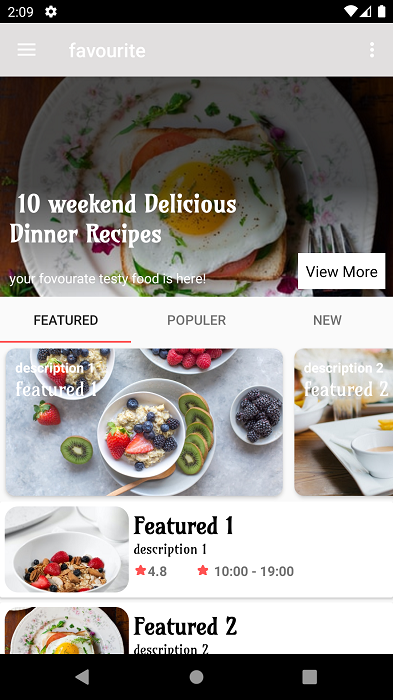 2:09
favourite
10 weekend Delicious
Dinner Recipes
your fovourate testy food is here!
View More
FEATURED
POPULER
NEW
description 1
featured 1
description 2
featured 2
Featured 1
description 1
4.8
10:00 - 19:00
Featured 2
description 2